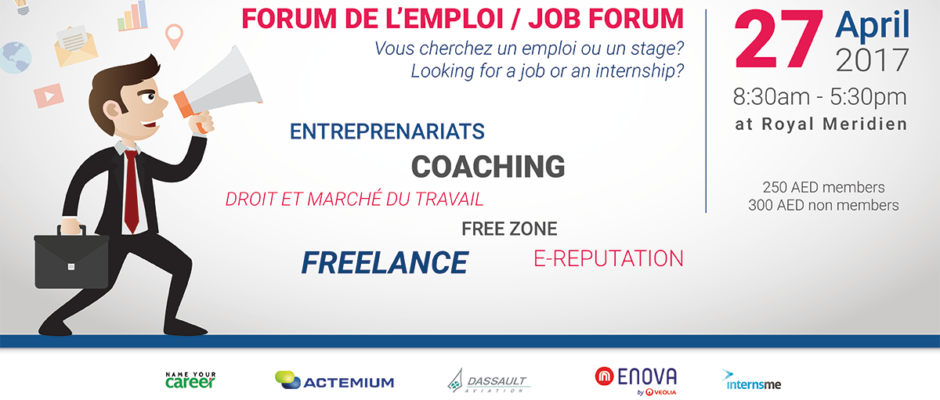 FORUM DE L'EMPLOI / JOB FORUM
Vous cherchez un emploi ou un stage?
Looking for a job or an internship?
ENTREPRENARIATS
COACHING
DROIT ET MARCHÉ DU TRAVAIL
FREE ZONE
FREELANCE
E-REPUTATION
27 April
2017
8:30am - 5:30pm
at Royal Meridien
250 AED members
300 AED non members
NAME YOUR
career
ACTEMIUM
DASSAULT
AVIATION
ENOVA
by VEOLIA
internsme